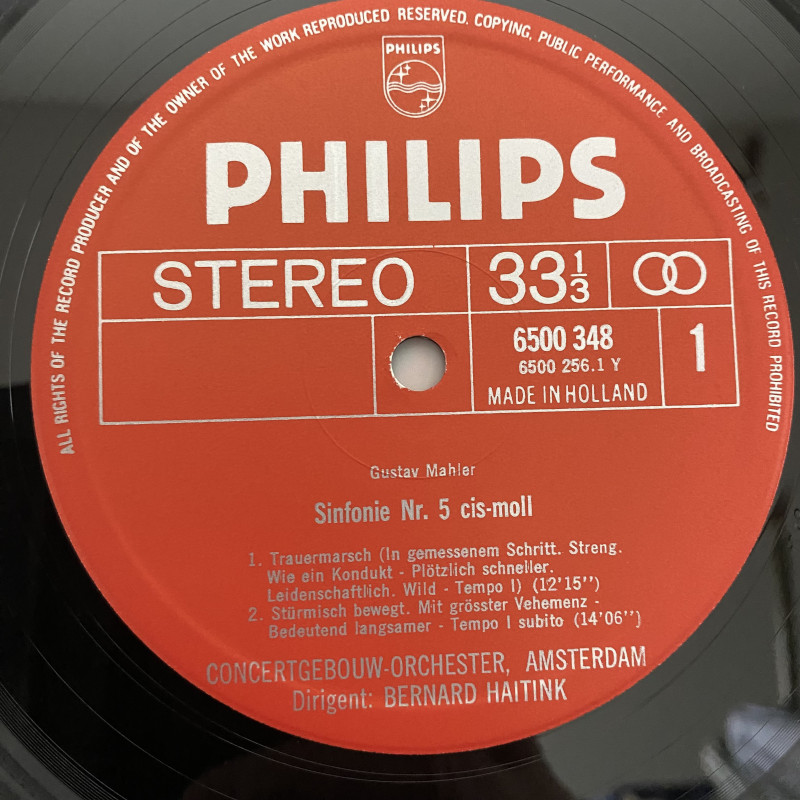 ALL RIGHTS OF THE RECORD PRODUCER AND OF THE OWNER OF THE WORK REPRODUCED RESERVED. COPYING, PUBLIC PERFORMANCE AND BROADCASTING OF THIS RECORD PROHIBITED
PHILIPS
PHILIPS
STEREO
33 1/3
6500 348
6500 256.1 Y
MADE IN HOLLAND
1
Gustav Mahler
Sinfonie Nr. 5 cis-moll
1. Trauermarsch (In gemessenem Schritt. Streng.
Wie ein Kondukt - Plötzlich schneller.
Leidenschaftlich. Wild - Tempo I) (12'15'')
2. Stürmisch bewegt. Mit grösster Vehemenz -
Bedeutend langsamer - Tempo I subito (14'06'')
CONCERTGEBOUW-ORCHESTER, AMSTERDAM
Dirigent: BERNARD HAITINK